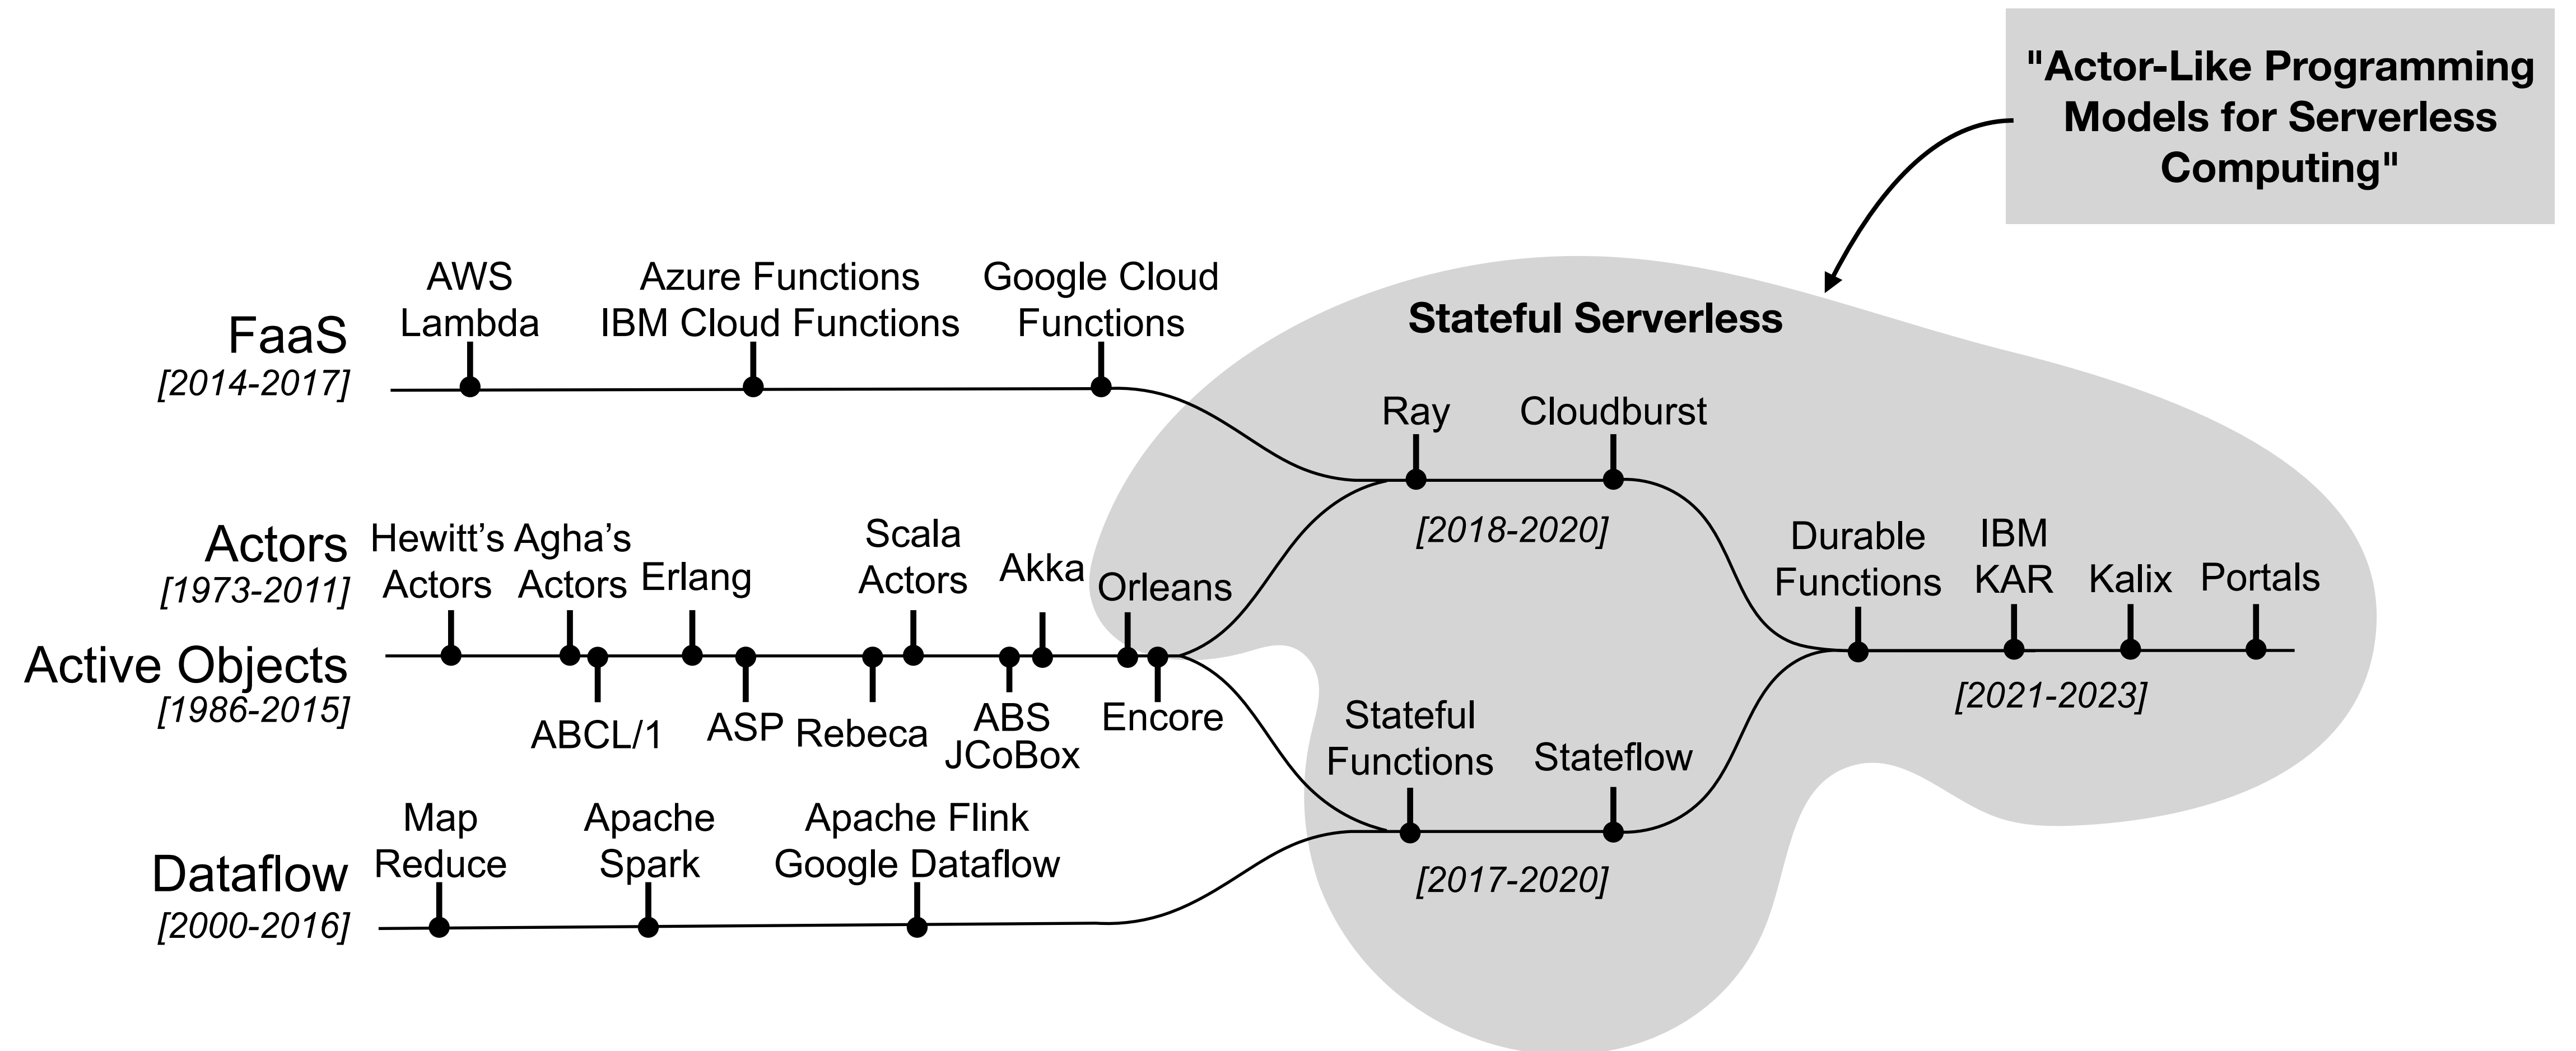 "Actor-Like Programming
Models for Serverless
Computing"
Stateful Serverless
FaaS
[2014-2017]
AWS
Lambda
Azure Functions
IBM Cloud Functions
Google Cloud
Functions
Ray
Cloudburst
[2018-2020]
Actors
[1973-2011]
Active Objects
[1986-2015]
Hewitt’s
Actors
Agha’s
Actors
Erlang
Scala
Actors
Akka
Orleans
ABCL/1
ASP
Rebeca
ABS
JCoBox
Encore
Durable
Functions
IBM
KAR
Kalix
Portals
[2021-2023]
Stateful
Functions
Stateflow
[2017-2020]
Dataflow
[2000-2016]
Map
Reduce
Apache
Spark
Apache Flink
Google Dataflow